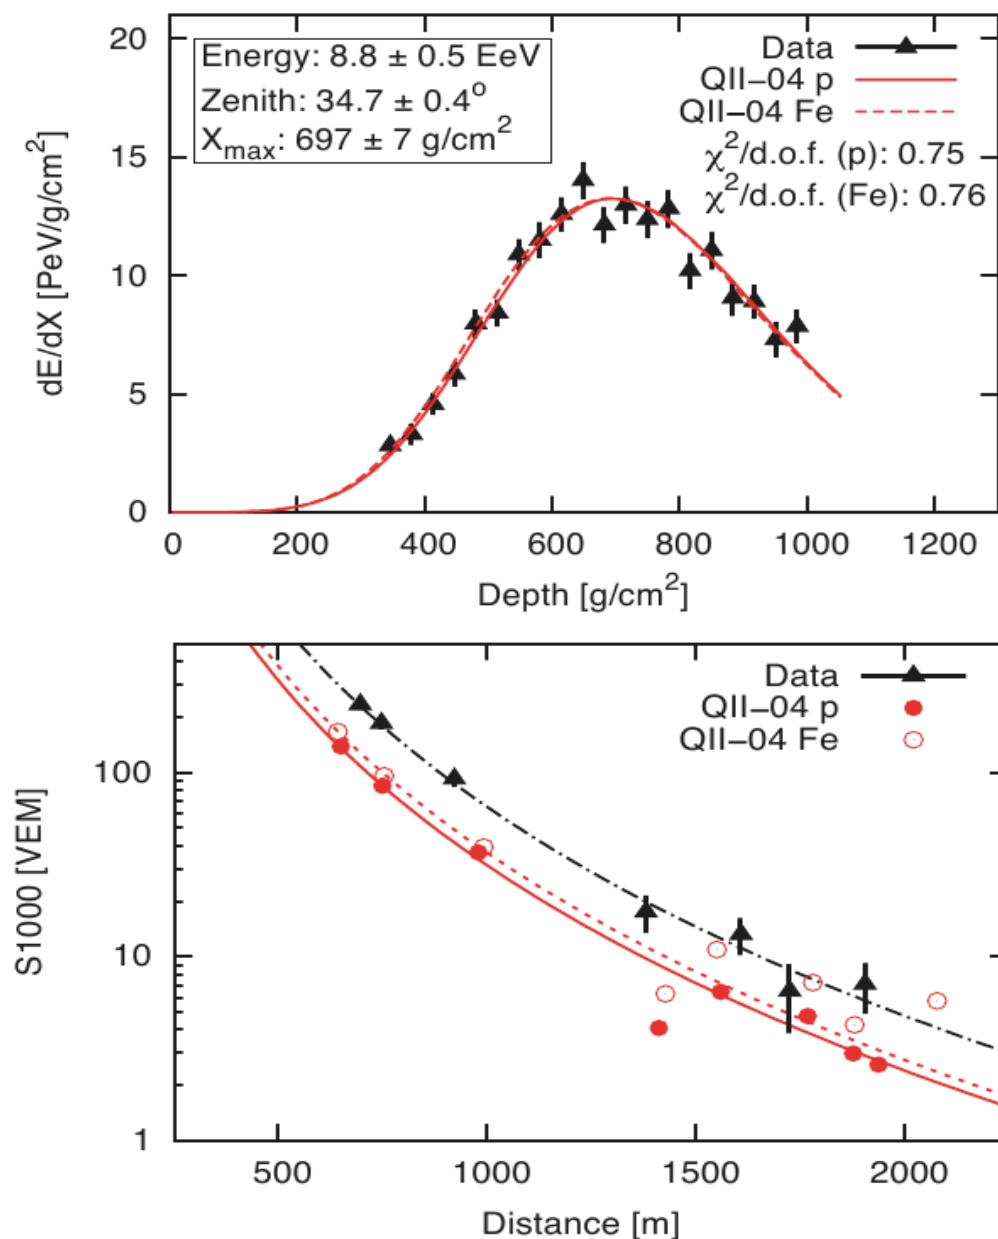 20
15
10
5
0
dE/dX [PeV/g/cm²]
Energy: 8.8 ± 0.5 EeV
Zenith: 34.7 ± 0.4°
Xmax: 697 ± 7 g/cm²
Data
QII–04 p
QII–04 Fe
χ²/d.o.f. (p): 0.75
χ²/d.o.f. (Fe): 0.76
0 200 400 600 800 1000 1200
Depth [g/cm²]
Data
QII–04 p
QII–04 Fe
100
10
1
S1000 [VEM]
500 1000 1500 2000
Distance [m]